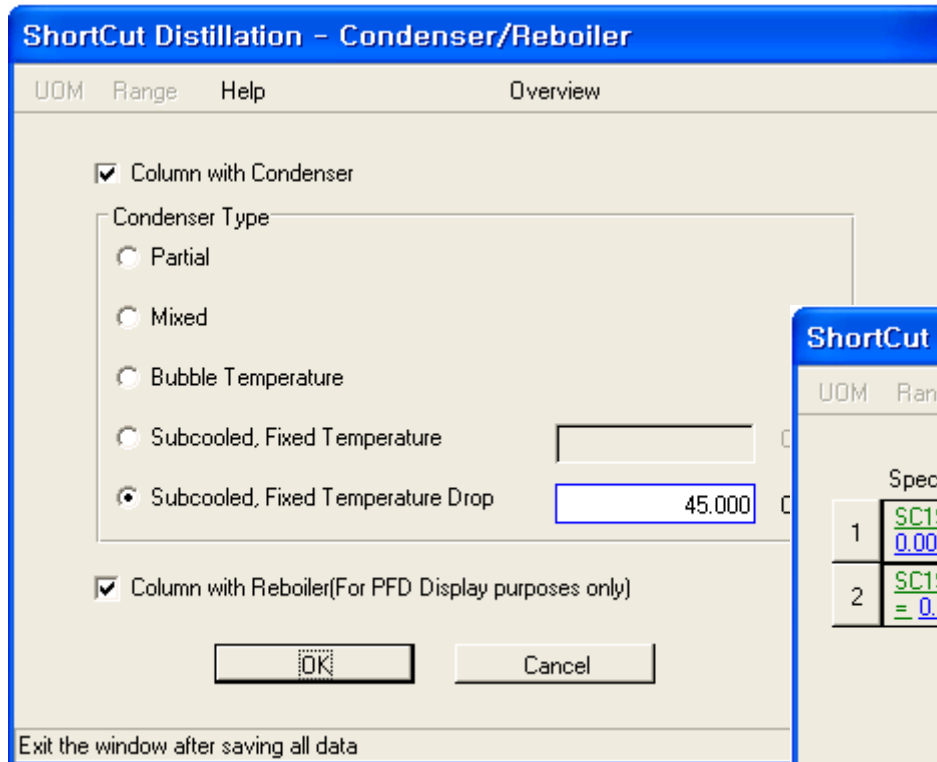 ShortCut Distillation - Condenser/Reboiler
UOM Range Help Overview
Column with Condenser
Condenser Type
Partial
Mixed
Bubble Temperature
Subcooled, Fixed Temperature
Subcooled, Fixed Temperature Drop 45.000
Column with Reboiler(For PFD Display purposes only)
OK Cancel
Exit the window after saving all data
ShortCut
UOM
1
2